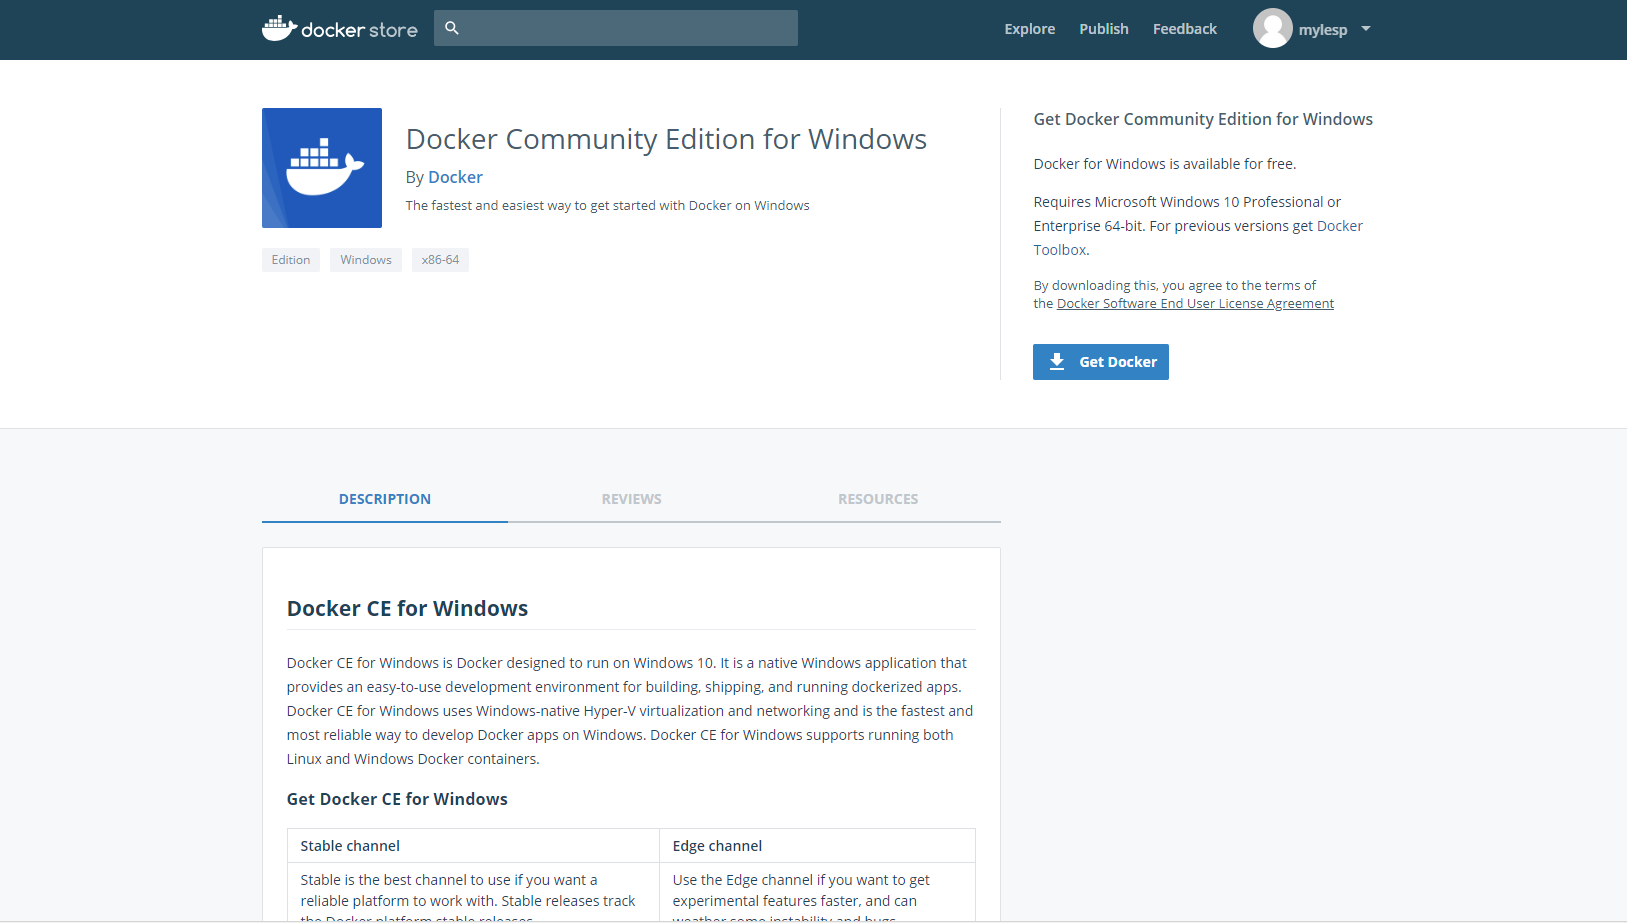 docker store
Explore
Publish
Feedback
mylesp
Docker Community Edition for Windows
By Docker
The fastest and easiest way to get started with Docker on Windows
Edition
Windows
x86-64
Get Docker Community Edition for Windows
Docker for Windows is available for free.
Requires Microsoft Windows 10 Professional or
Enterprise 64-bit. For previous versions get Docker
Toolbox.
By downloading this, you agree to the terms of
the Docker Software End User License Agreement
Get Docker
DESCRIPTION
REVIEWS
RESOURCES
Docker CE for Windows
Docker CE for Windows is Docker designed to run on Windows 10. It is a native Windows application that
provides an easy-to-use development environment for building, shipping, and running dockerized apps.
Docker CE for Windows uses Windows-native Hyper-V virtualization and networking and is the fastest and
most reliable way to develop Docker apps on Windows. Docker CE for Windows supports running both
Linux and Windows Docker containers.
Get Docker CE for Windows
Stable channel
Stable is the best channel to use if you want a
reliable platform to work with. Stable releases track
the Docker platform stable releases.
Edge channel
Use the Edge channel if you want to get
experimental features faster, and can
weather some instability and bugs.